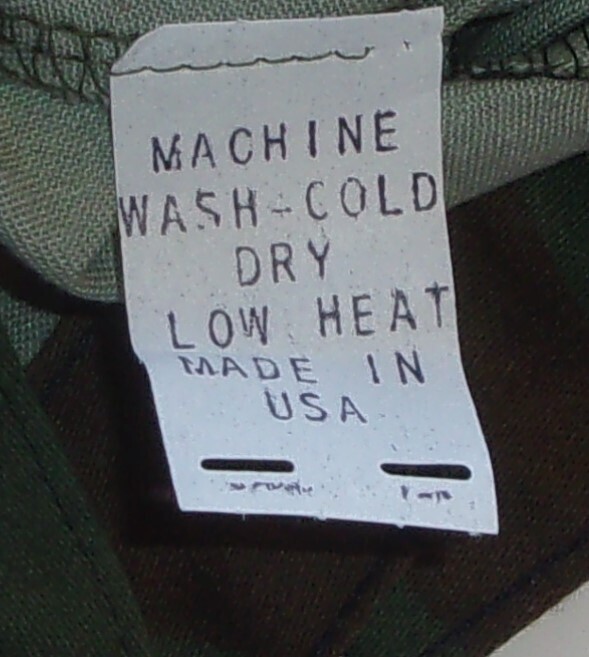 MACHINE
WASH-COLD
DRY
LOW HEAT
MADE IN
USA